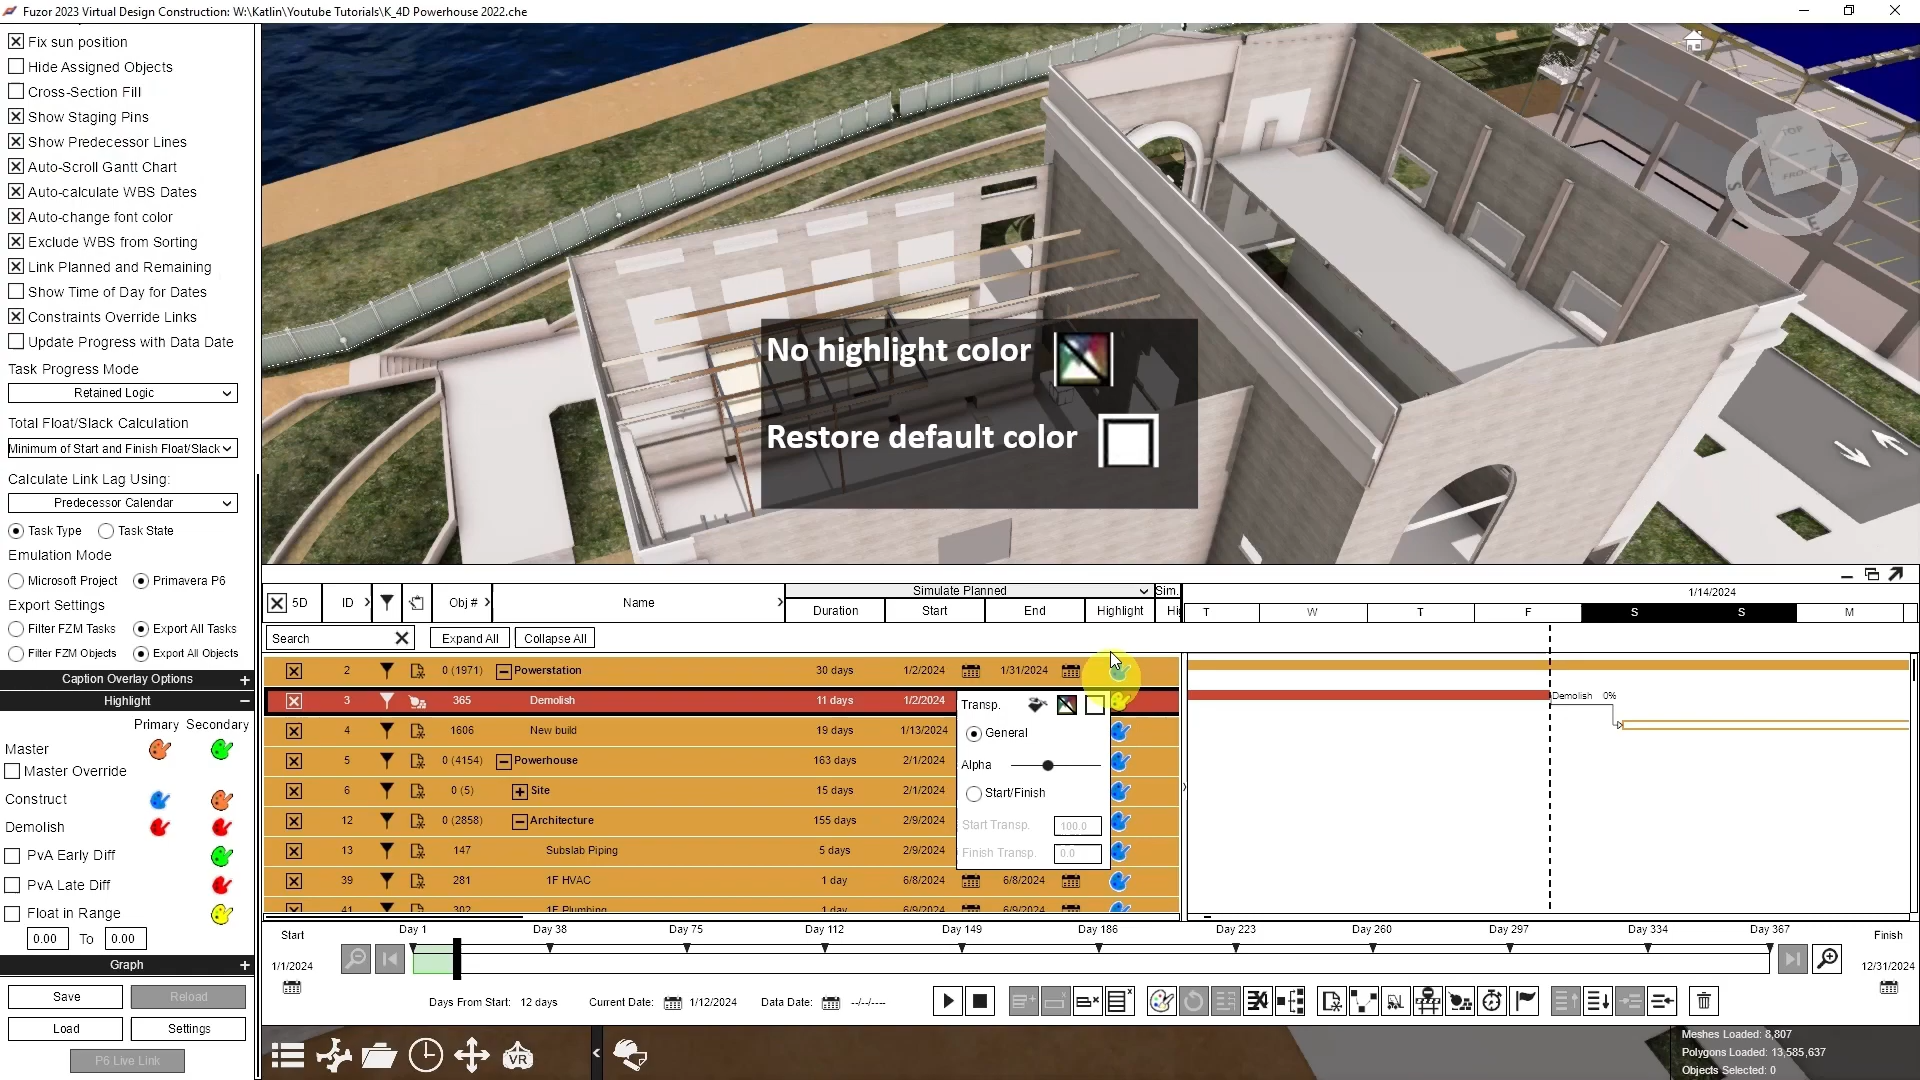 Fuzor 2023 Virtual Design Construction: W:\Katlin\Youtube Tutorials\K_4D Powerhouse 2022.che
Fix sun position
Hide Assigned Objects
Cross-Section Fill
Show Staging Pins
Show Predecessor Lines
Auto-Scroll Gantt Chart
Auto-calculate WBS Dates
Auto-change font color
Exclude WBS from Sorting
Link Planned and Remaining
Show Time of Day for Dates
Constraints Override Links
Update Progress with Data Date
Task Progress Mode
Retained Logic
Total Float/Slack Calculation
Minimum of Start and Finish Float/Slack
Calculate Link Lag Using:
Predecessor Calendar
Task Type Task State
Emulation Mode
Microsoft Project Primavera P6
Export Settings
Filter FZM Tasks Export All Tasks
Filter FZM Objects Export All Objects
Caption Overlay Options +
Highlight −
Primary Secondary
Master
Master Override
Construct
Demolish
PvA Early Diff
PvA Late Diff
Float in Range
0.00 To 0.00
Graph +
Save Reload
Load Settings
P6 Live Link
TOP
FRONT
S
E
N
No highlight color
Restore default color
5D ID Obj # Name Simulate Planned Sim.
Duration Start End Highlight Hi
1/14/2024
T W T F S S M
Search Expand All Collapse All
2 0 (1971) Powerstation 30 days 1/2/2024 1/31/2024
3 365 Demolish 11 days 1/2/2024
4 1606 New build 19 days 1/13/2024
5 0 (4154) Powerhouse 163 days 2/1/2024
6 0 (5) Site 15 days 2/1/2024
12 0 (2858) Architecture 155 days 2/9/2024
13 147 Subslab Piping 5 days 2/9/2024
39 281 1F HVAC 1 day 6/8/2024 6/8/2024
41 302 1F Plumbing 1 day 6/9/2024 6/9/2024
Transp.
General
Alpha
Start/Finish
Start Transp. 100.0
Finish Transp. 0.0
Demolish 0%
Start Day 1 Day 38 Day 75 Day 112 Day 149 Day 186 Day 223 Day 260 Day 297 Day 334 Day 367 Finish
1/1/2024 12/31/2024
Days From Start: 12 days Current Date: 1/12/2024 Data Date: --/--/----
VR
Meshes Loaded: 8,807
Polygons Loaded: 13,585,637
Objects Selected: 0